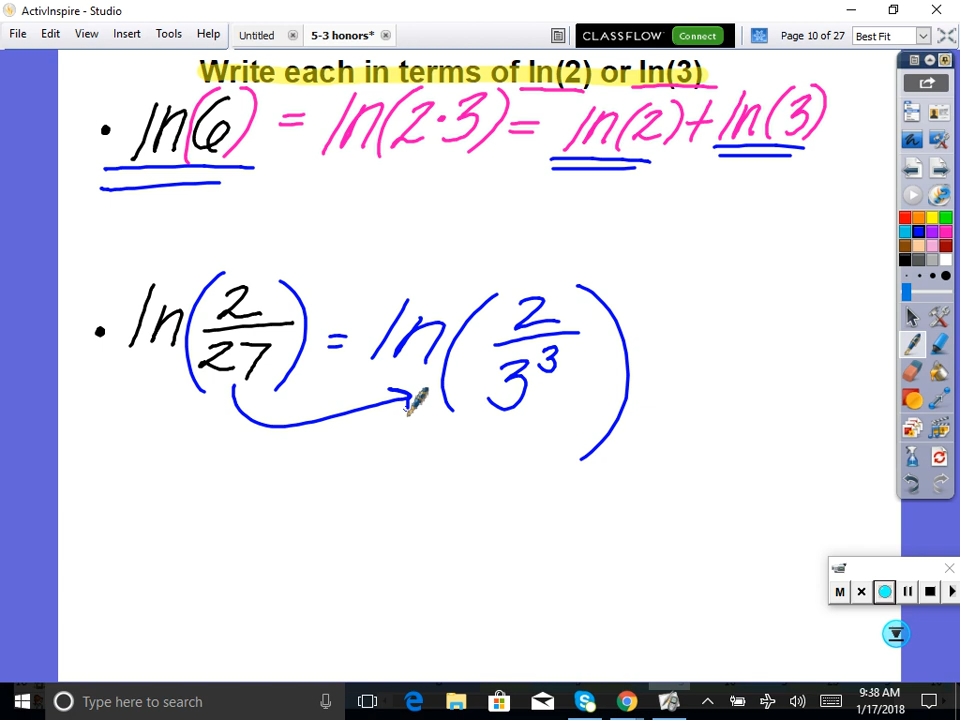 ActivInspire - Studio
File Edit View Insert Tools Help Untitled 5-3 honors* CLASSFLOW Connect Page 10 of 27 Best Fit
Write each in terms of ln(2) or ln(3)
• ln(6) = ln(2·3) = ln(2)+ln(3)
• ln(2/27) = ln(2/3³)
M
Type here to search
9:38 AM
1/17/2018